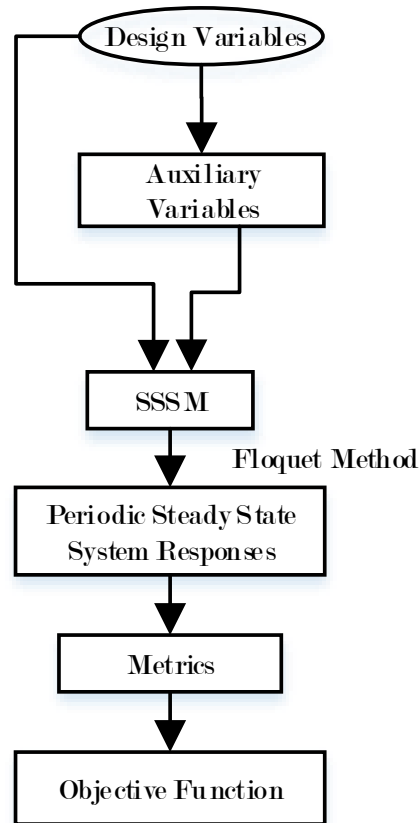 Design Variables
Auxiliary
Variables
SSSM
Floquet Method
Periodic Steady State
System Responses
Metrics
Objective Function